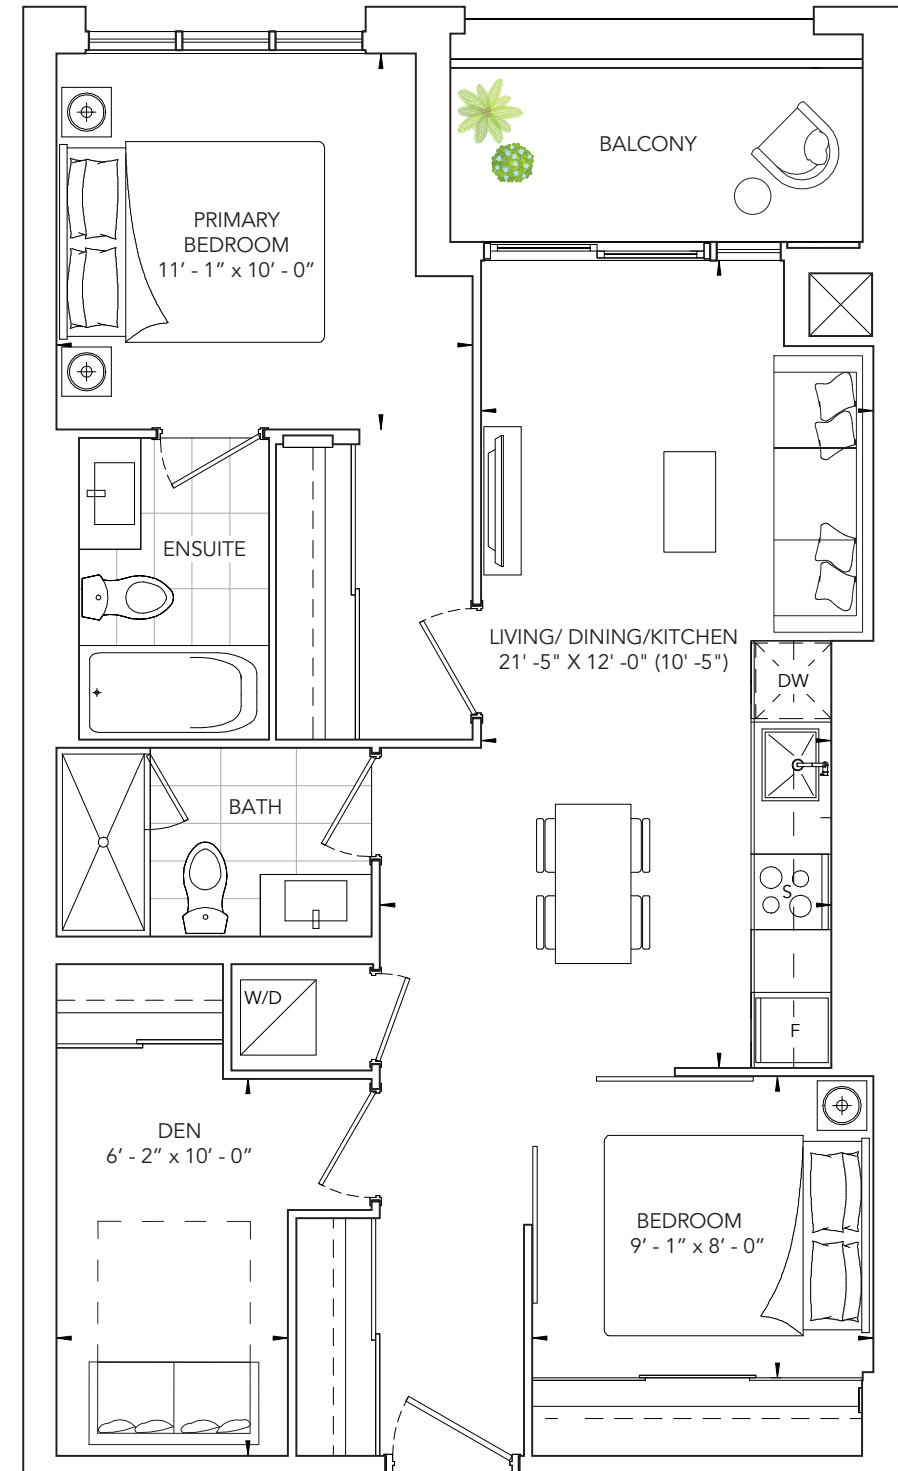 BALCONY
PRIMARY
BEDROOM
11’ - 1” x 10’ - 0”
ENSUITE
LIVING/ DINING/KITCHEN
21' -5" X 12' -0" (10' -5")
DW
BATH
S
W/D
F
DEN
6’ - 2” x 10’ - 0”
BEDROOM
9’ - 1” x 8’ - 0”